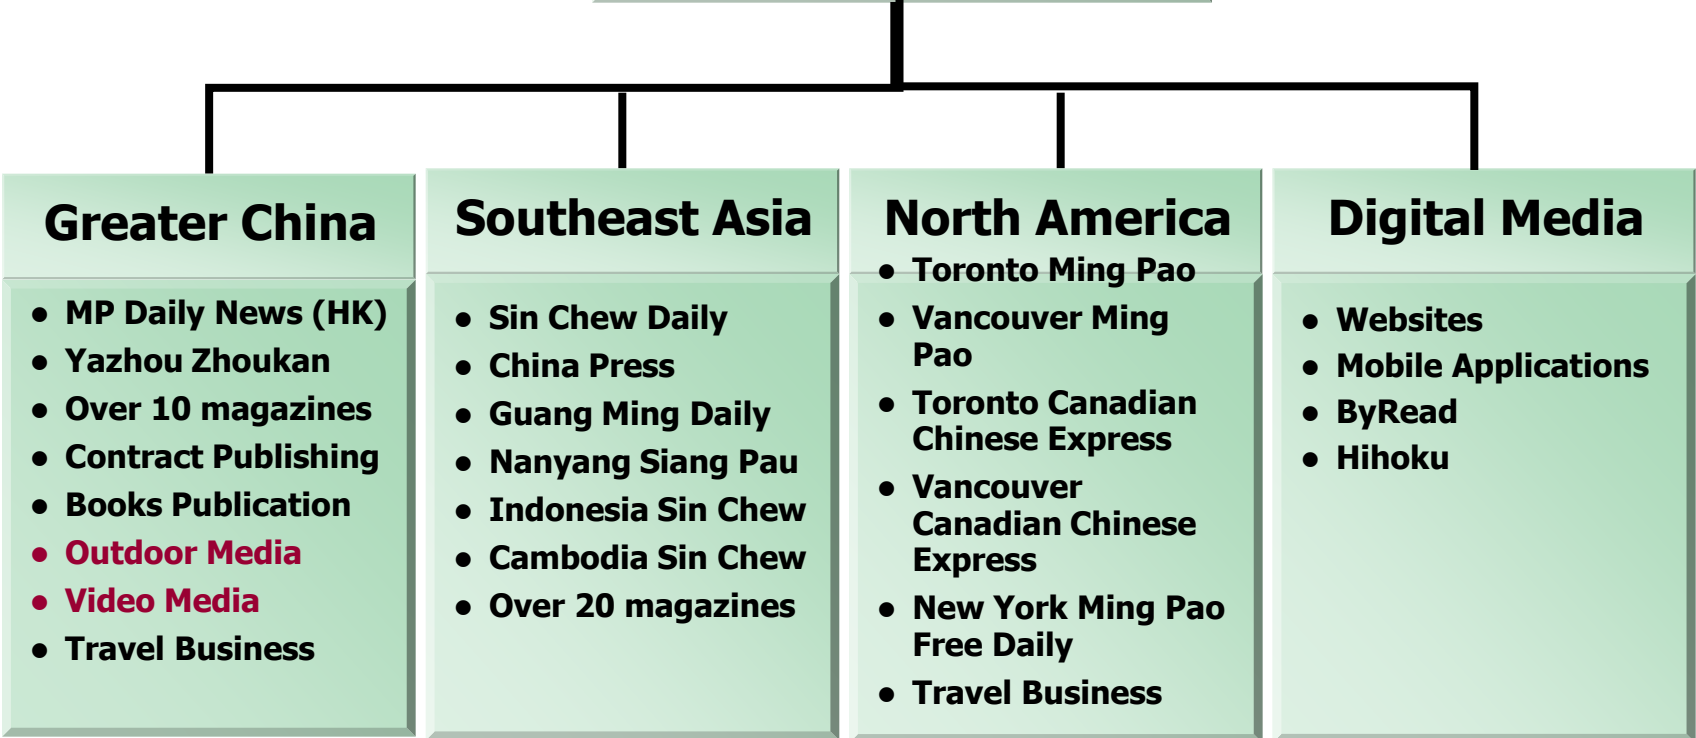 Greater China
● MP Daily News (HK)
● Yazhou Zhoukan
● Over 10 magazines
● Contract Publishing
● Books Publication
● Outdoor Media
● Video Media
● Travel Business
Southeast Asia
● Sin Chew Daily
● China Press
● Guang Ming Daily
● Nanyang Siang Pau
● Indonesia Sin Chew
● Cambodia Sin Chew
● Over 20 magazines
North America
● Toronto Ming Pao
● Vancouver Ming
Pao
● Toronto Canadian
Chinese Express
● Vancouver
Canadian Chinese
Express
● New York Ming Pao
Free Daily
● Travel Business
Digital Media
● Websites
● Mobile Applications
● ByRead
● Hihoku